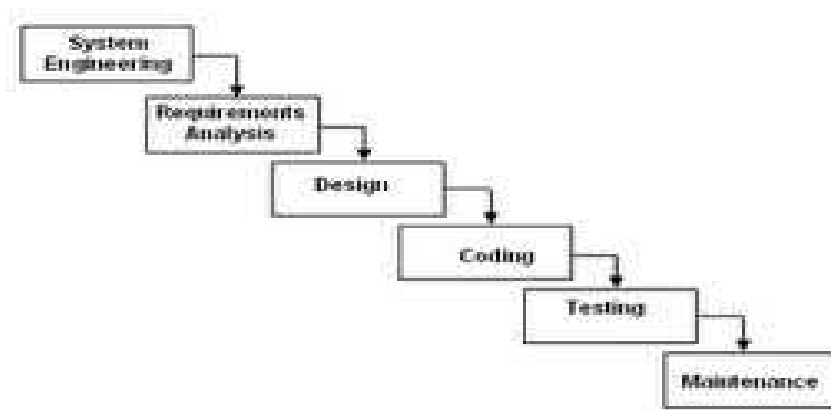 System
Engineering
Requirements
Analysis
Design
Coding
Testing
Maintenance